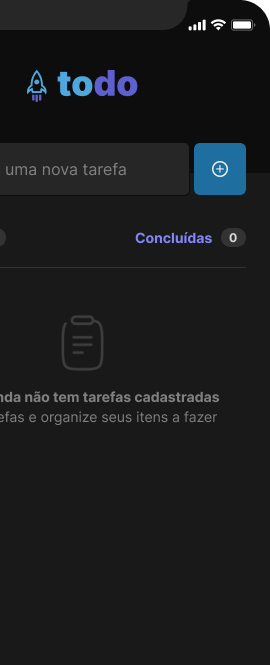 todo
uma nova tarefa
Concluídas 0
nda não tem tarefas cadastradas
efas e organize seus itens a fazer